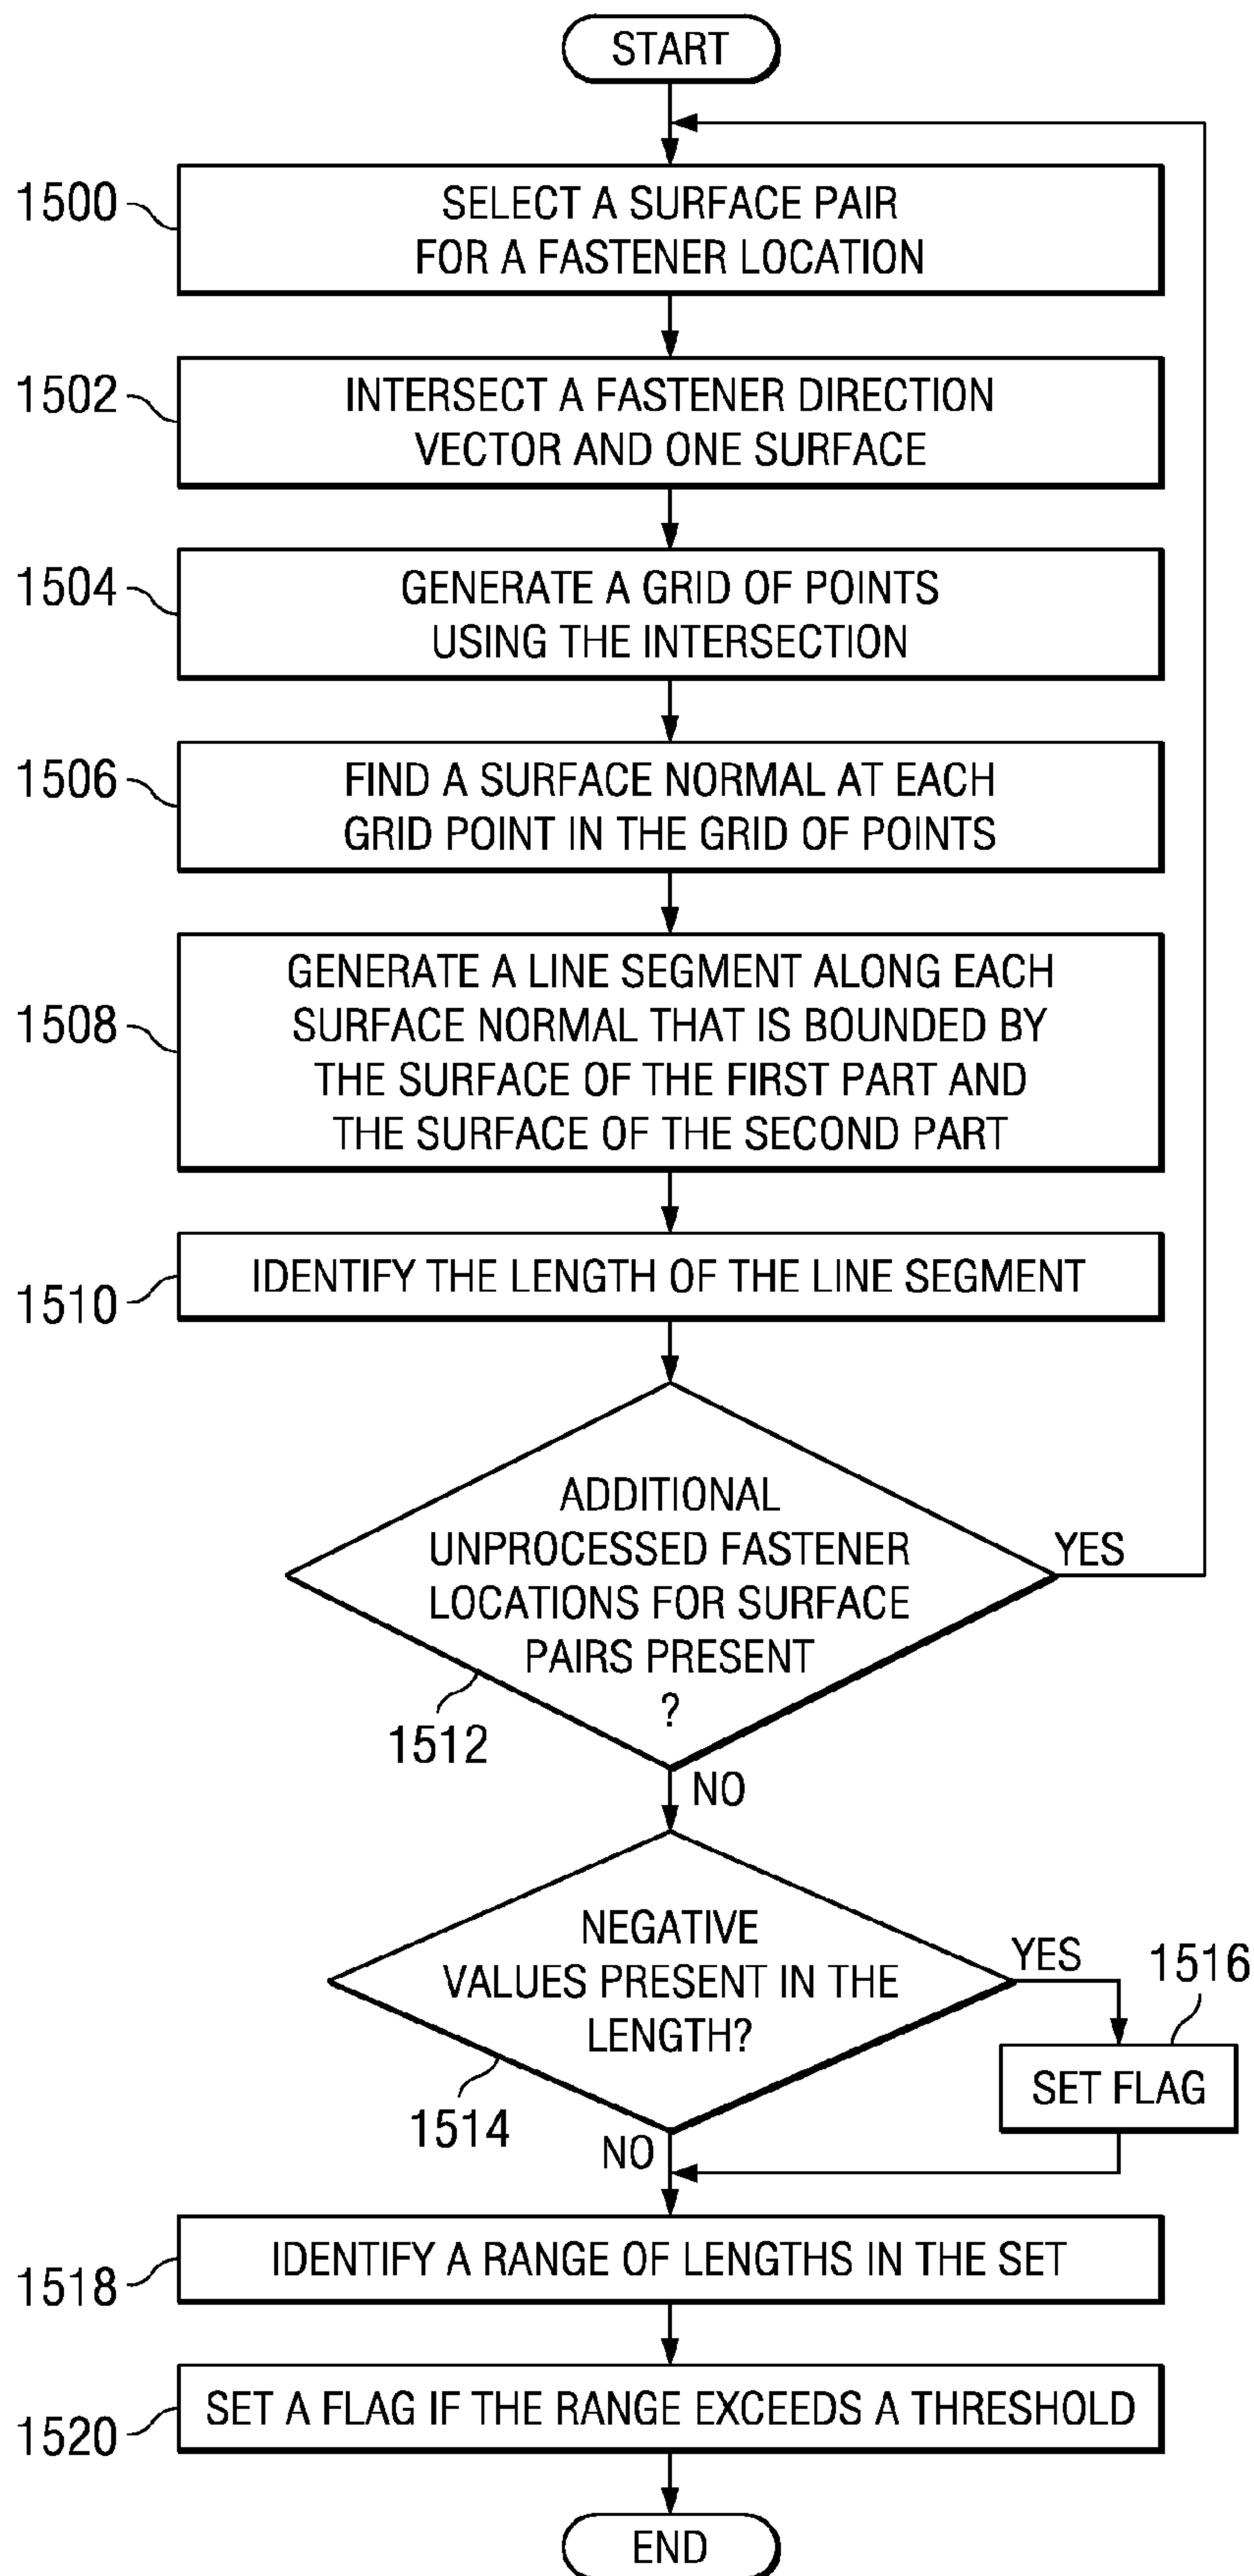 START
1500
SELECT A SURFACE PAIR
FOR A FASTENER LOCATION
1502
INTERSECT A FASTENER DIRECTION
VECTOR AND ONE SURFACE
1504
GENERATE A GRID OF POINTS
USING THE INTERSECTION
1506
FIND A SURFACE NORMAL AT EACH
GRID POINT IN THE GRID OF POINTS
1508
GENERATE A LINE SEGMENT ALONG EACH
SURFACE NORMAL THAT IS BOUNDED BY
THE SURFACE OF THE FIRST PART AND
THE SURFACE OF THE SECOND PART
1510
IDENTIFY THE LENGTH OF THE LINE SEGMENT
ADDITIONAL
UNPROCESSED FASTENER
LOCATIONS FOR SURFACE
PAIRS PRESENT
?
YES
1512
NO
NEGATIVE
VALUES PRESENT IN THE
LENGTH?
YES
1516
SET FLAG
1514
NO
IDENTIFY A RANGE OF LENGTHS IN THE SET
1518
SET A FLAG IF THE RANGE EXCEEDS A THRESHOLD
1520
END